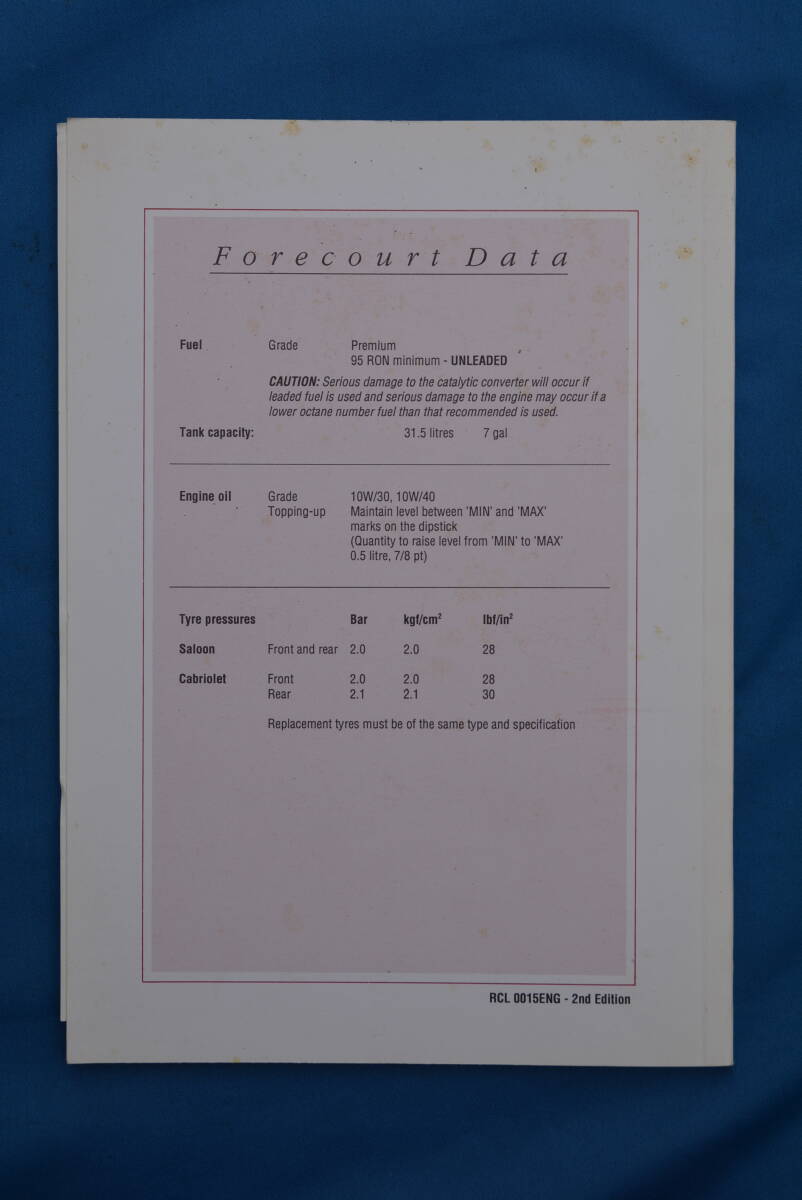 Forecourt Data
Fuel Grade Premium
95 RON minimum - UNLEADED
CAUTION: Serious damage to the catalytic converter will occur if
leaded fuel is used and serious damage to the engine may occur if a
lower octane number fuel than that recommended is used.
Tank capacity: 31.5 litres 7 gal
Engine oil Grade 10W/30, 10W/40
Topping-up Maintain level between 'MIN' and 'MAX'
marks on the dipstick
(Quantity to raise level from 'MIN' to 'MAX'
0.5 litre, 7/8 pt)
Tyre pressures Bar kgf/cm² lbf/in²
Saloon Front and rear 2.0 2.0 28
Cabriolet Front 2.0 2.0 28
Rear 2.1 2.1 30
Replacement tyres must be of the same type and specification
RCL 0015ENG - 2nd Edition